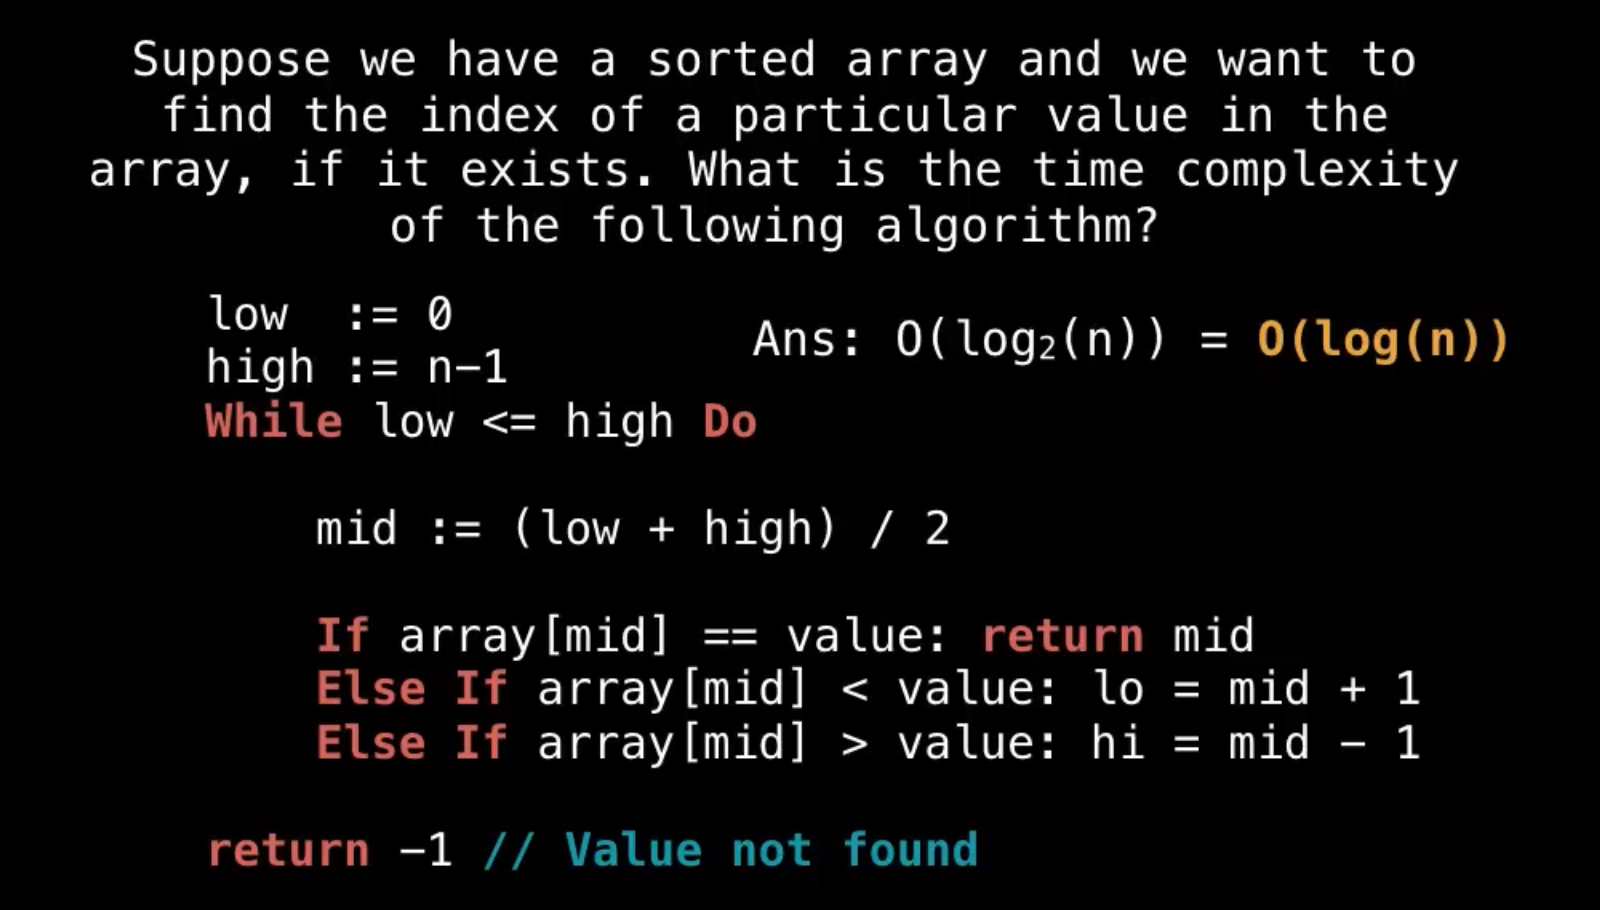 Suppose we have a sorted array and we want to
find the index of a particular value in the
array, if it exists. What is the time complexity
of the following algorithm?
low := 0
high := n-1
Ans: O(log₂(n)) = O(log(n))
While low <= high Do
mid := (low + high) / 2
If array[mid] == value: return mid
Else If array[mid] < value: lo = mid + 1
Else If array[mid] > value: hi = mid - 1
return -1 // Value not found